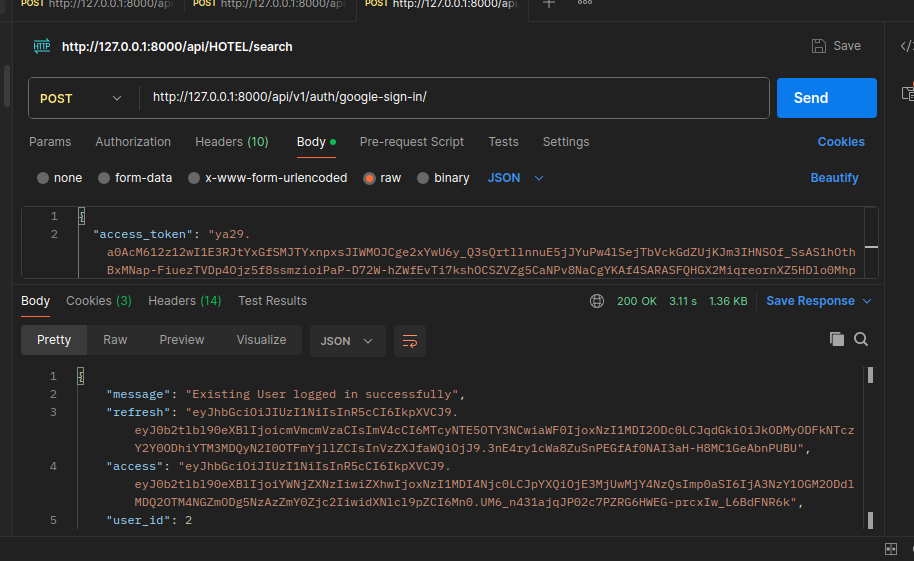 POST http://127.0.0.1:8000/api POST http://127.0.0.1:8000/api POST http://127.0.0.1:8000/api
HTTP http://127.0.0.1:8000/api/HOTEL/search Save
POST http://127.0.0.1:8000/api/v1/auth/google-sign-in/ Send
Params Authorization Headers (10) Body Pre-request Script Tests Settings Cookies
none form-data x-www-form-urlencoded raw binary JSON Beautify
1 {
2 "access_token": "ya29.
a0AcM612z12wI1E3RJtYxGfSMJTYxnpxsJIWMOJCge2xYwU6y_Q3sQrtllnnuE5jJYuPw4lSejTbVckGdZUjKJm3IHNSOf_SsAS1hOth
BxMNap-FiuezTVDp4Ojz5f8ssmzioiPaP-D72W-hZWfEvTi7kshOCSZVZg5CaNPv8NaCgYKAf4SARASFQHGX2MiqreornXZ5HDlo0Mhp
Body Cookies (3) Headers (14) Test Results 200 OK 3.11 s 1.36 KB Save Response
Pretty Raw Preview Visualize JSON
1 {
2 "message": "Existing User logged in successfully",
3 "refresh": "eyJhbGciOiJIUzI1NiIsInR5cCI6IkpXVCJ9.
eyJ0b2tlbl90eXBlIjoicmVmcmVzaCIsImV4cCI6MTcyNTE5OTY3NCwiaWF0IjoxNzI1MDI2ODc0LCJqdGkiOiJkODMyODFkNTcz
Y2Y0ODhiYTM3MDQyN2I0OTFmYjllZCIsInVzZXJfaWQiOjJ9.3nE4ry1cWa8ZuSnPEGfAf0NAI3aH-H8MC1GeAbnPUBU",
4 "access": "eyJhbGciOiJIUzI1NiIsInR5cCI6IkpXVCJ9.
eyJ0b2tlbl90eXBlIjoiYWNjZXNzIiwiZXhwIjoxNzI1MDI4Njc0LCJpYXQiOjE3MjUwMjY4NzQsImp0aSI6IjA3NzY1OGM2ODdl
MDQ2OTM4NGZmODg5NzAzZmY0Zjc2IiwidXNlcl9pZCI6Mn0.UM6_n431ajqJP02c7PZRG6HWEG-prcxIw_L6BdFNR6k",
5 "user_id": 2